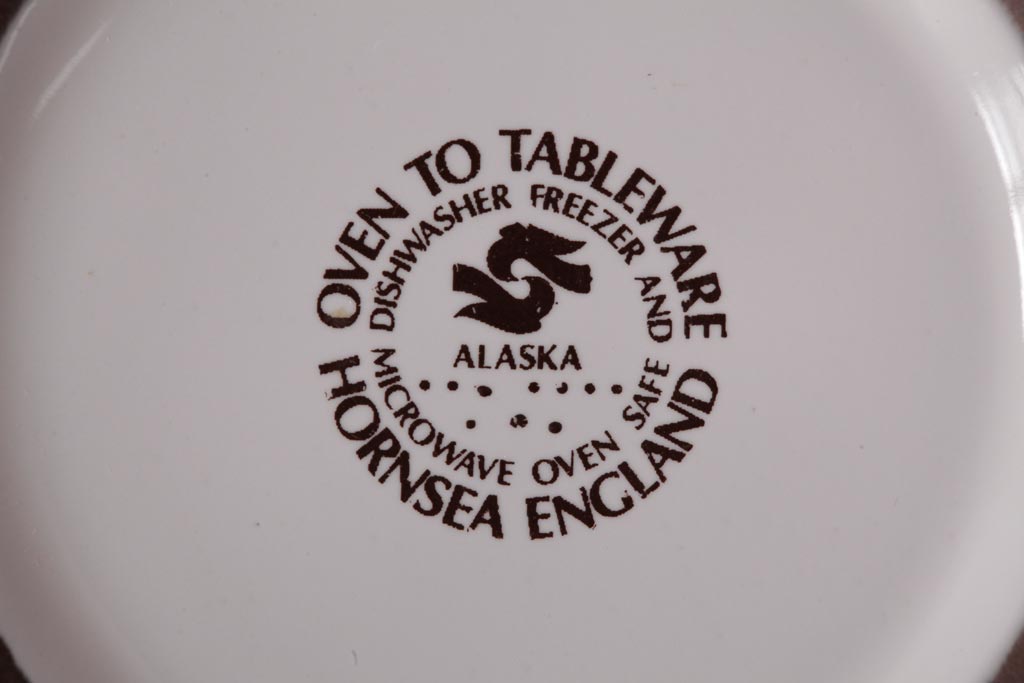 OVEN TO TABLEWARE
DISHWASHER FREEZER AND
ALASKA
MICROWAVE OVEN SAFE
HORNSEA ENGLAND